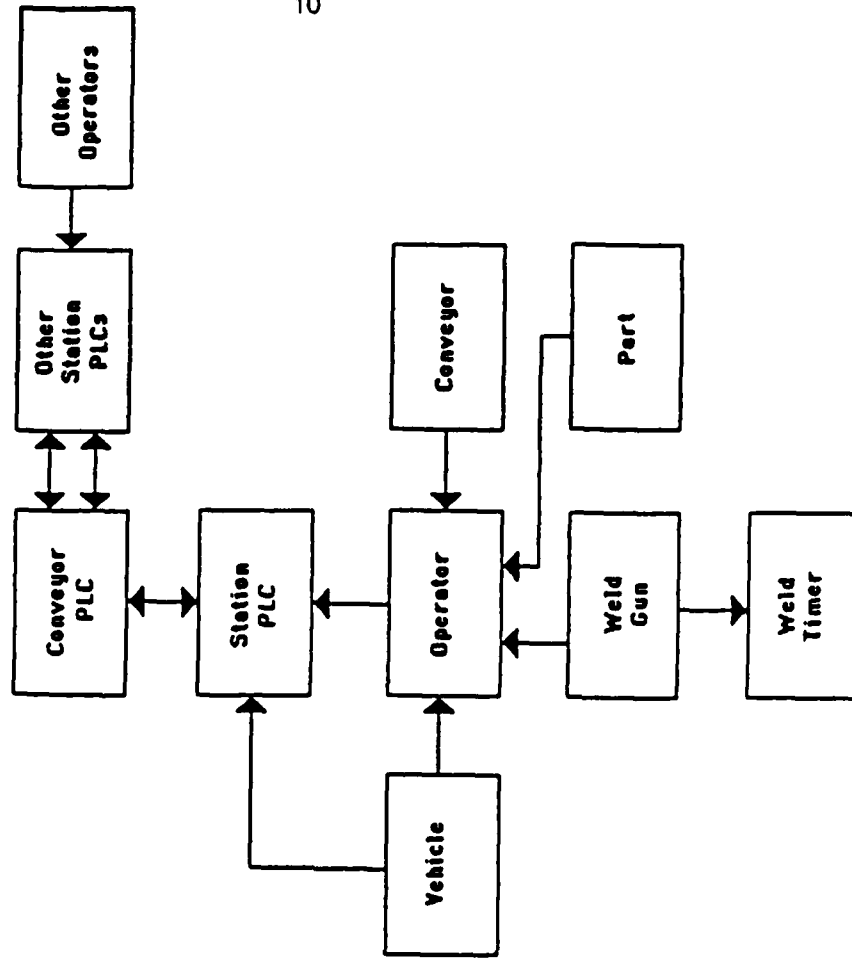 10
Other
Operators
Other
Station
PLCs
Conveyor
PLC
Station
PLC
Conveyor
Part
Operator
Weld
Gun
Weld
Timer
Vehicle